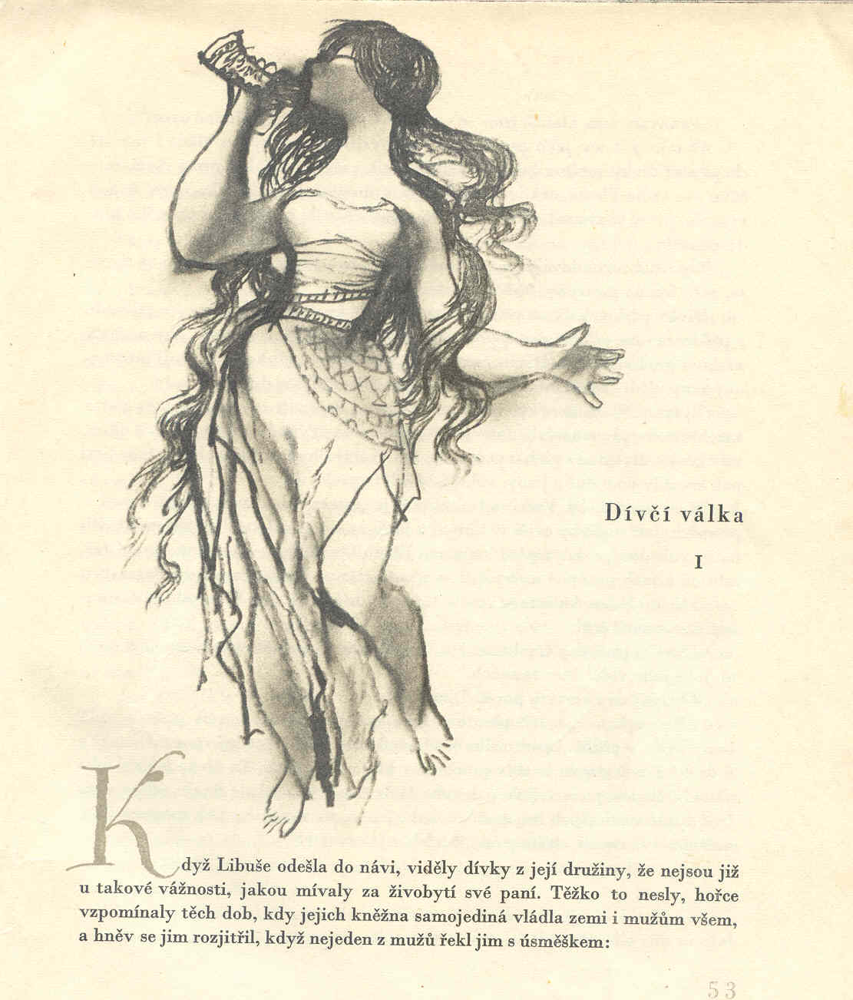 Dívčí válka
I
Když Libuše odešla do návi, viděly dívky z její družiny, že nejsou již
u takové vážnosti, jakou mívaly za živobytí své paní. Těžko to nesly, hořce
vzpomínaly těch dob, kdy jejich kněžna samojediná vládla zemi i mužům všem,
a hněv se jim rozjitřil, když nejeden z mužů řekl jim s úsměškem:
53